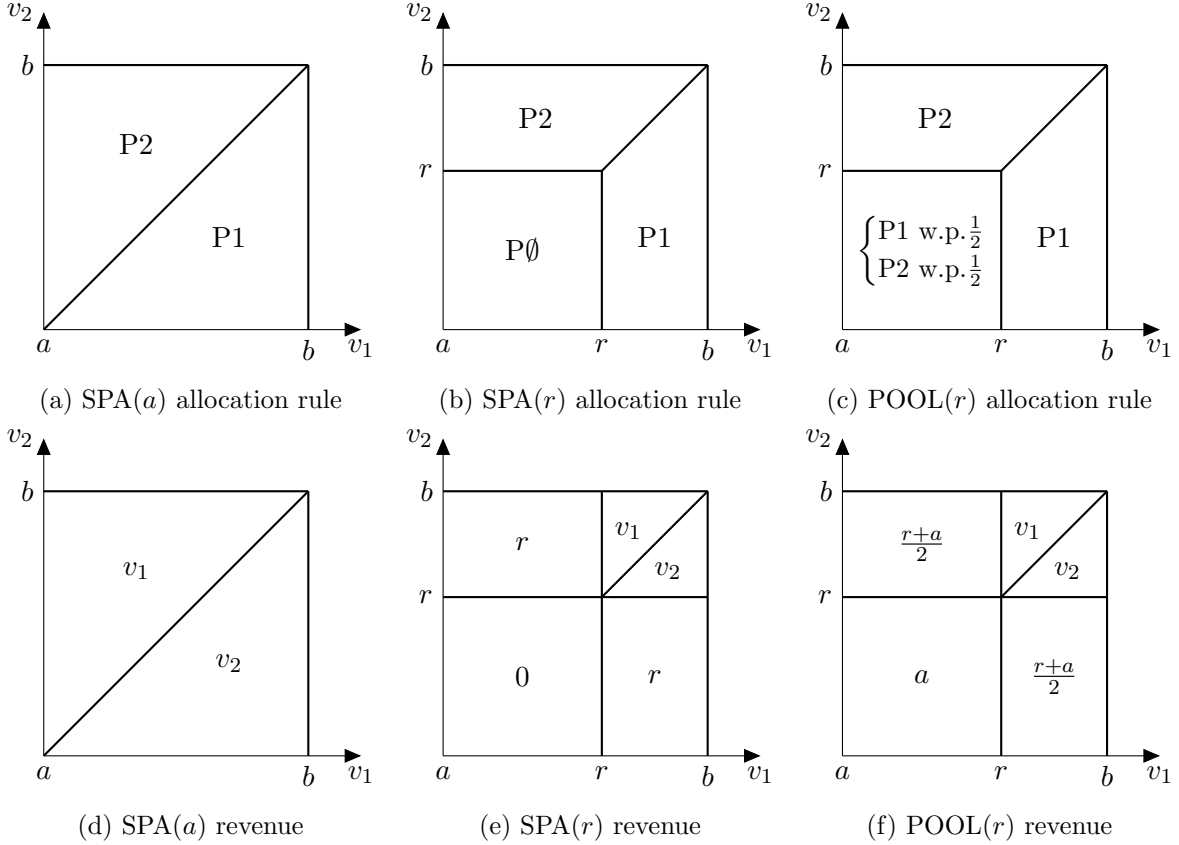 v₂ v₂ v₂
b b b
P2 P2 P2
r r
P1 P∅ P1 {P1 w.p. ½ P1
P2 w.p. ½
a b v₁ a r b v₁ a r b v₁
(a) SPA(a) allocation rule (b) SPA(r) allocation rule (c) POOL(r) allocation rule
v₂ v₂ v₂
b b b
v₁ r v₁ v₂ (r+a)/2 v₁ v₂
r r
v₂ 0 r a (r+a)/2
a b v₁ a r b v₁ a r b v₁
(d) SPA(a) revenue (e) SPA(r) revenue (f) POOL(r) revenue